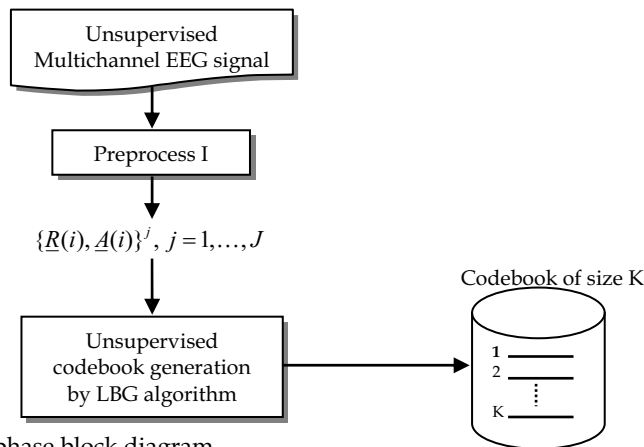 Unsupervised
Multichannel EEG signal
Preprocess I
{R(i), A(i)}^j, j = 1,…,J
Codebook of size K
Unsupervised
codebook generation
by LBG algorithm
1
2
K
phase block diagram